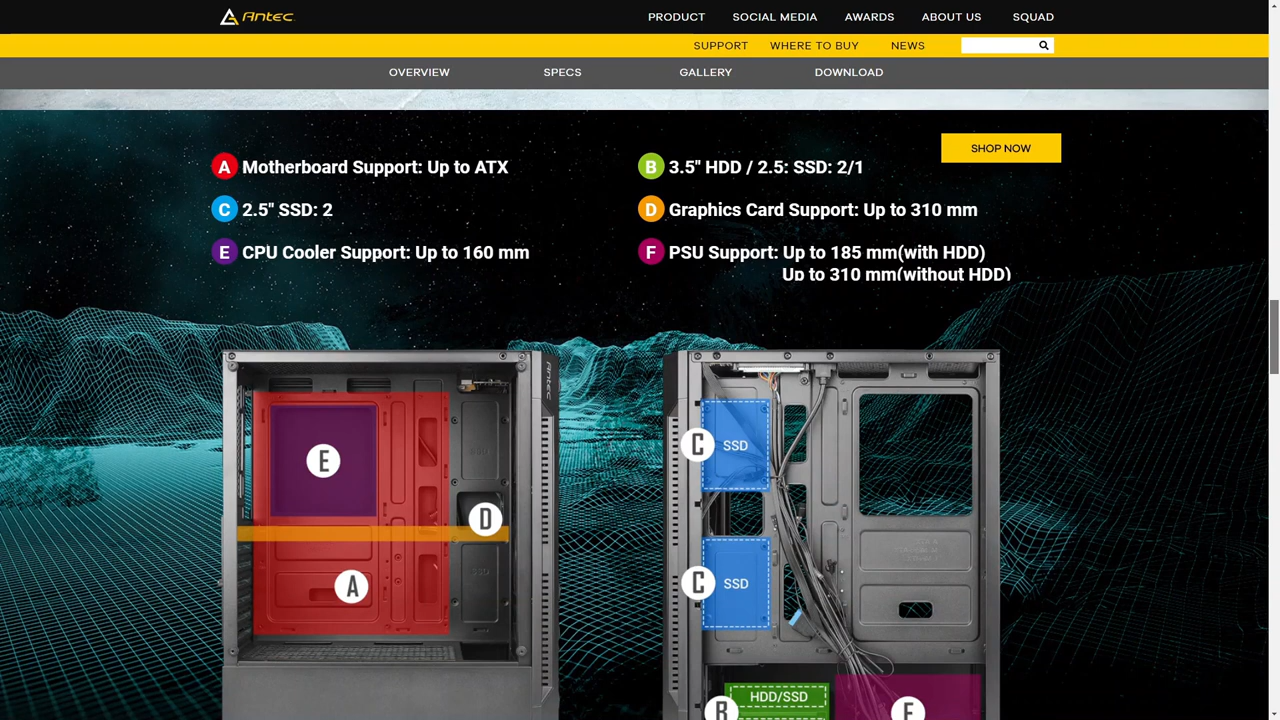 Antec
PRODUCT SOCIAL MEDIA AWARDS ABOUT US SQUAD
SUPPORT WHERE TO BUY NEWS
OVERVIEW SPECS GALLERY DOWNLOAD
SHOP NOW
A Motherboard Support: Up to ATX
B 3.5" HDD / 2.5: SSD: 2/1
C 2.5" SSD: 2
D Graphics Card Support: Up to 310 mm
E CPU Cooler Support: Up to 160 mm
F PSU Support: Up to 185 mm(with HDD)
Up to 310 mm(without HDD)
Antec
E
D
A
C SSD
C SSD
HDD/SSD
B
F